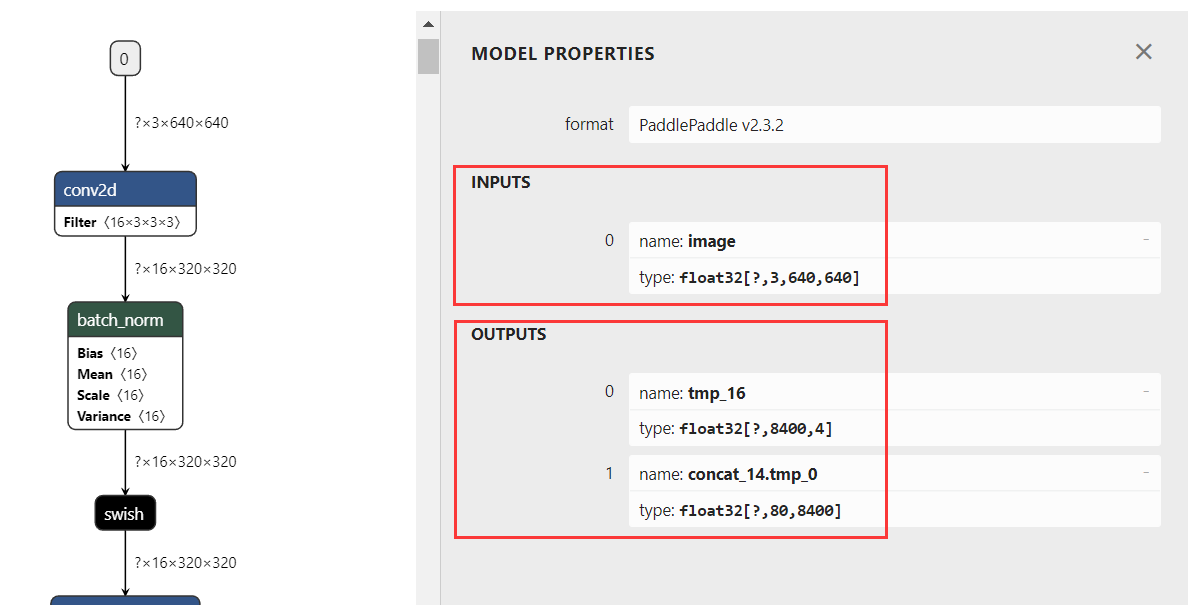 0
?×3×640×640
conv2d
Filter ⟨16×3×3×3⟩
?×16×320×320
batch_norm
Bias ⟨16⟩
Mean ⟨16⟩
Scale ⟨16⟩
Variance ⟨16⟩
?×16×320×320
swish
?×16×320×320
MODEL PROPERTIES
format PaddlePaddle v2.3.2
INPUTS
0 name: image -
type: float32[?,3,640,640]
OUTPUTS
0 name: tmp_16 -
type: float32[?,8400,4]
1 name: concat_14.tmp_0 -
type: float32[?,80,8400]